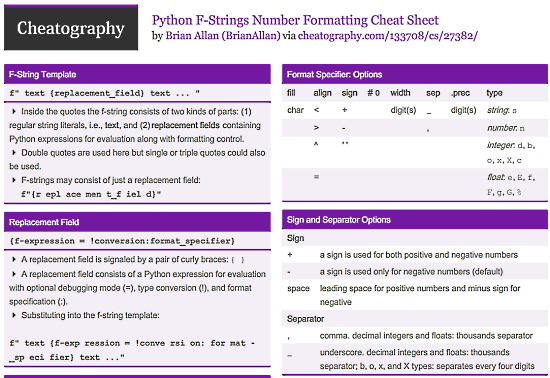 Cheatography
Python F-Strings Number Formatting Cheat Sheet
by Brian Allan (BrianAllan) via cheatography.com/133708/cs/27382/
F-String Template
f" text {replacement_field} text ... "
Inside the quotes the f-string consists of two kinds of parts: (1)
regular string literals, i.e., text, and (2) replacement fields containing
Python expressions for evaluation along with formatting control.
Double quotes are used here but single or triple quotes could also
be used.
F-strings may consist of just a replacement field:
f"{r epl ace men t_f iel d}"
Replacement Field
{f-expression = !conversion:format_specifier}
A replacement field is signaled by a pair of curly braces: { }
A replacement field consists of a Python expression for evaluation
with optional debugging mode (=), type conversion (!), and format
specification (:).
Substituting into the f-string template:
f" text {f-exp ression = !conve rsi on: for mat -
_sp eci fier} text ..."
Format Specifier: Options
fill align sign # 0 width sep .prec type
char < + digit(s) _ digit(s) string: s
> - , number: n
^ '' integer: d, b,
o, x, X, c
= float: e, E, f,
F, g, G, %
Sign and Separator Options
Sign
+ a sign is used for both positive and negative numbers
- a sign is used only for negative numbers (default)
space leading space for positive numbers and minus sign for
negative
Separator
, comma. decimal integers and floats: thousands separator
_ underscore. decimal integers and floats: thousands
separator; b, o, x, and X types: separates every four digits